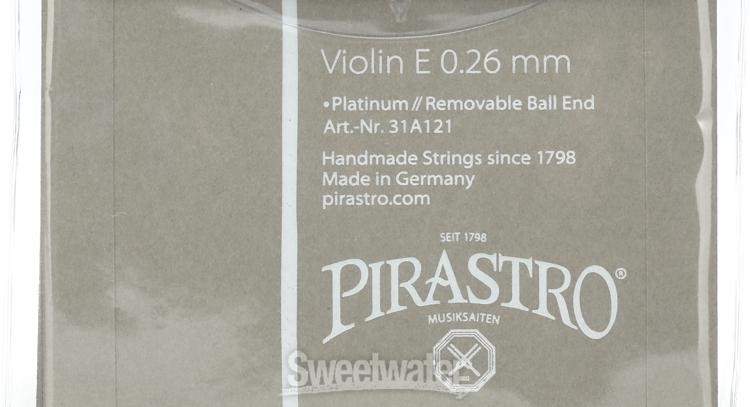 Violin E 0.26 mm
•Platinum // Removable Ball End
Art.-Nr. 31A121
Handmade Strings since 1798
Made in Germany
pirastro.com
SEIT 1798
PIRASTRO®
MUSIKSAITEN
Sweetwater